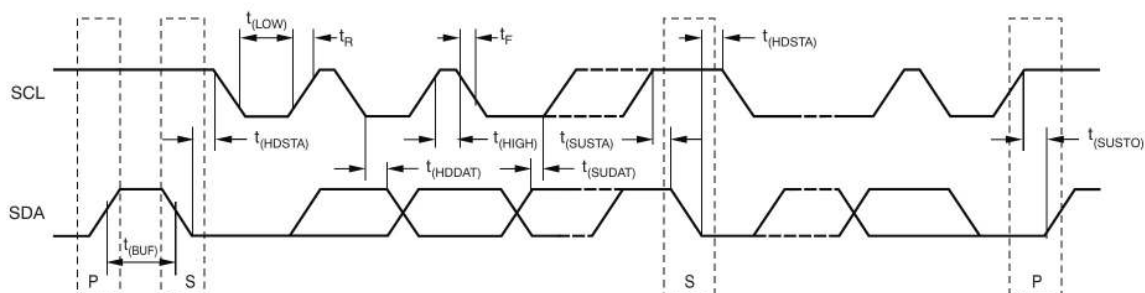 t(LOW)
tR
tF
t(HDSTA)
SCL
t(HDSTA)
t(HIGH)
t(SUSTA)
t(SUSTO)
t(HDDAT)
t(SUDAT)
SDA
t(BUF)
P
S
S
P